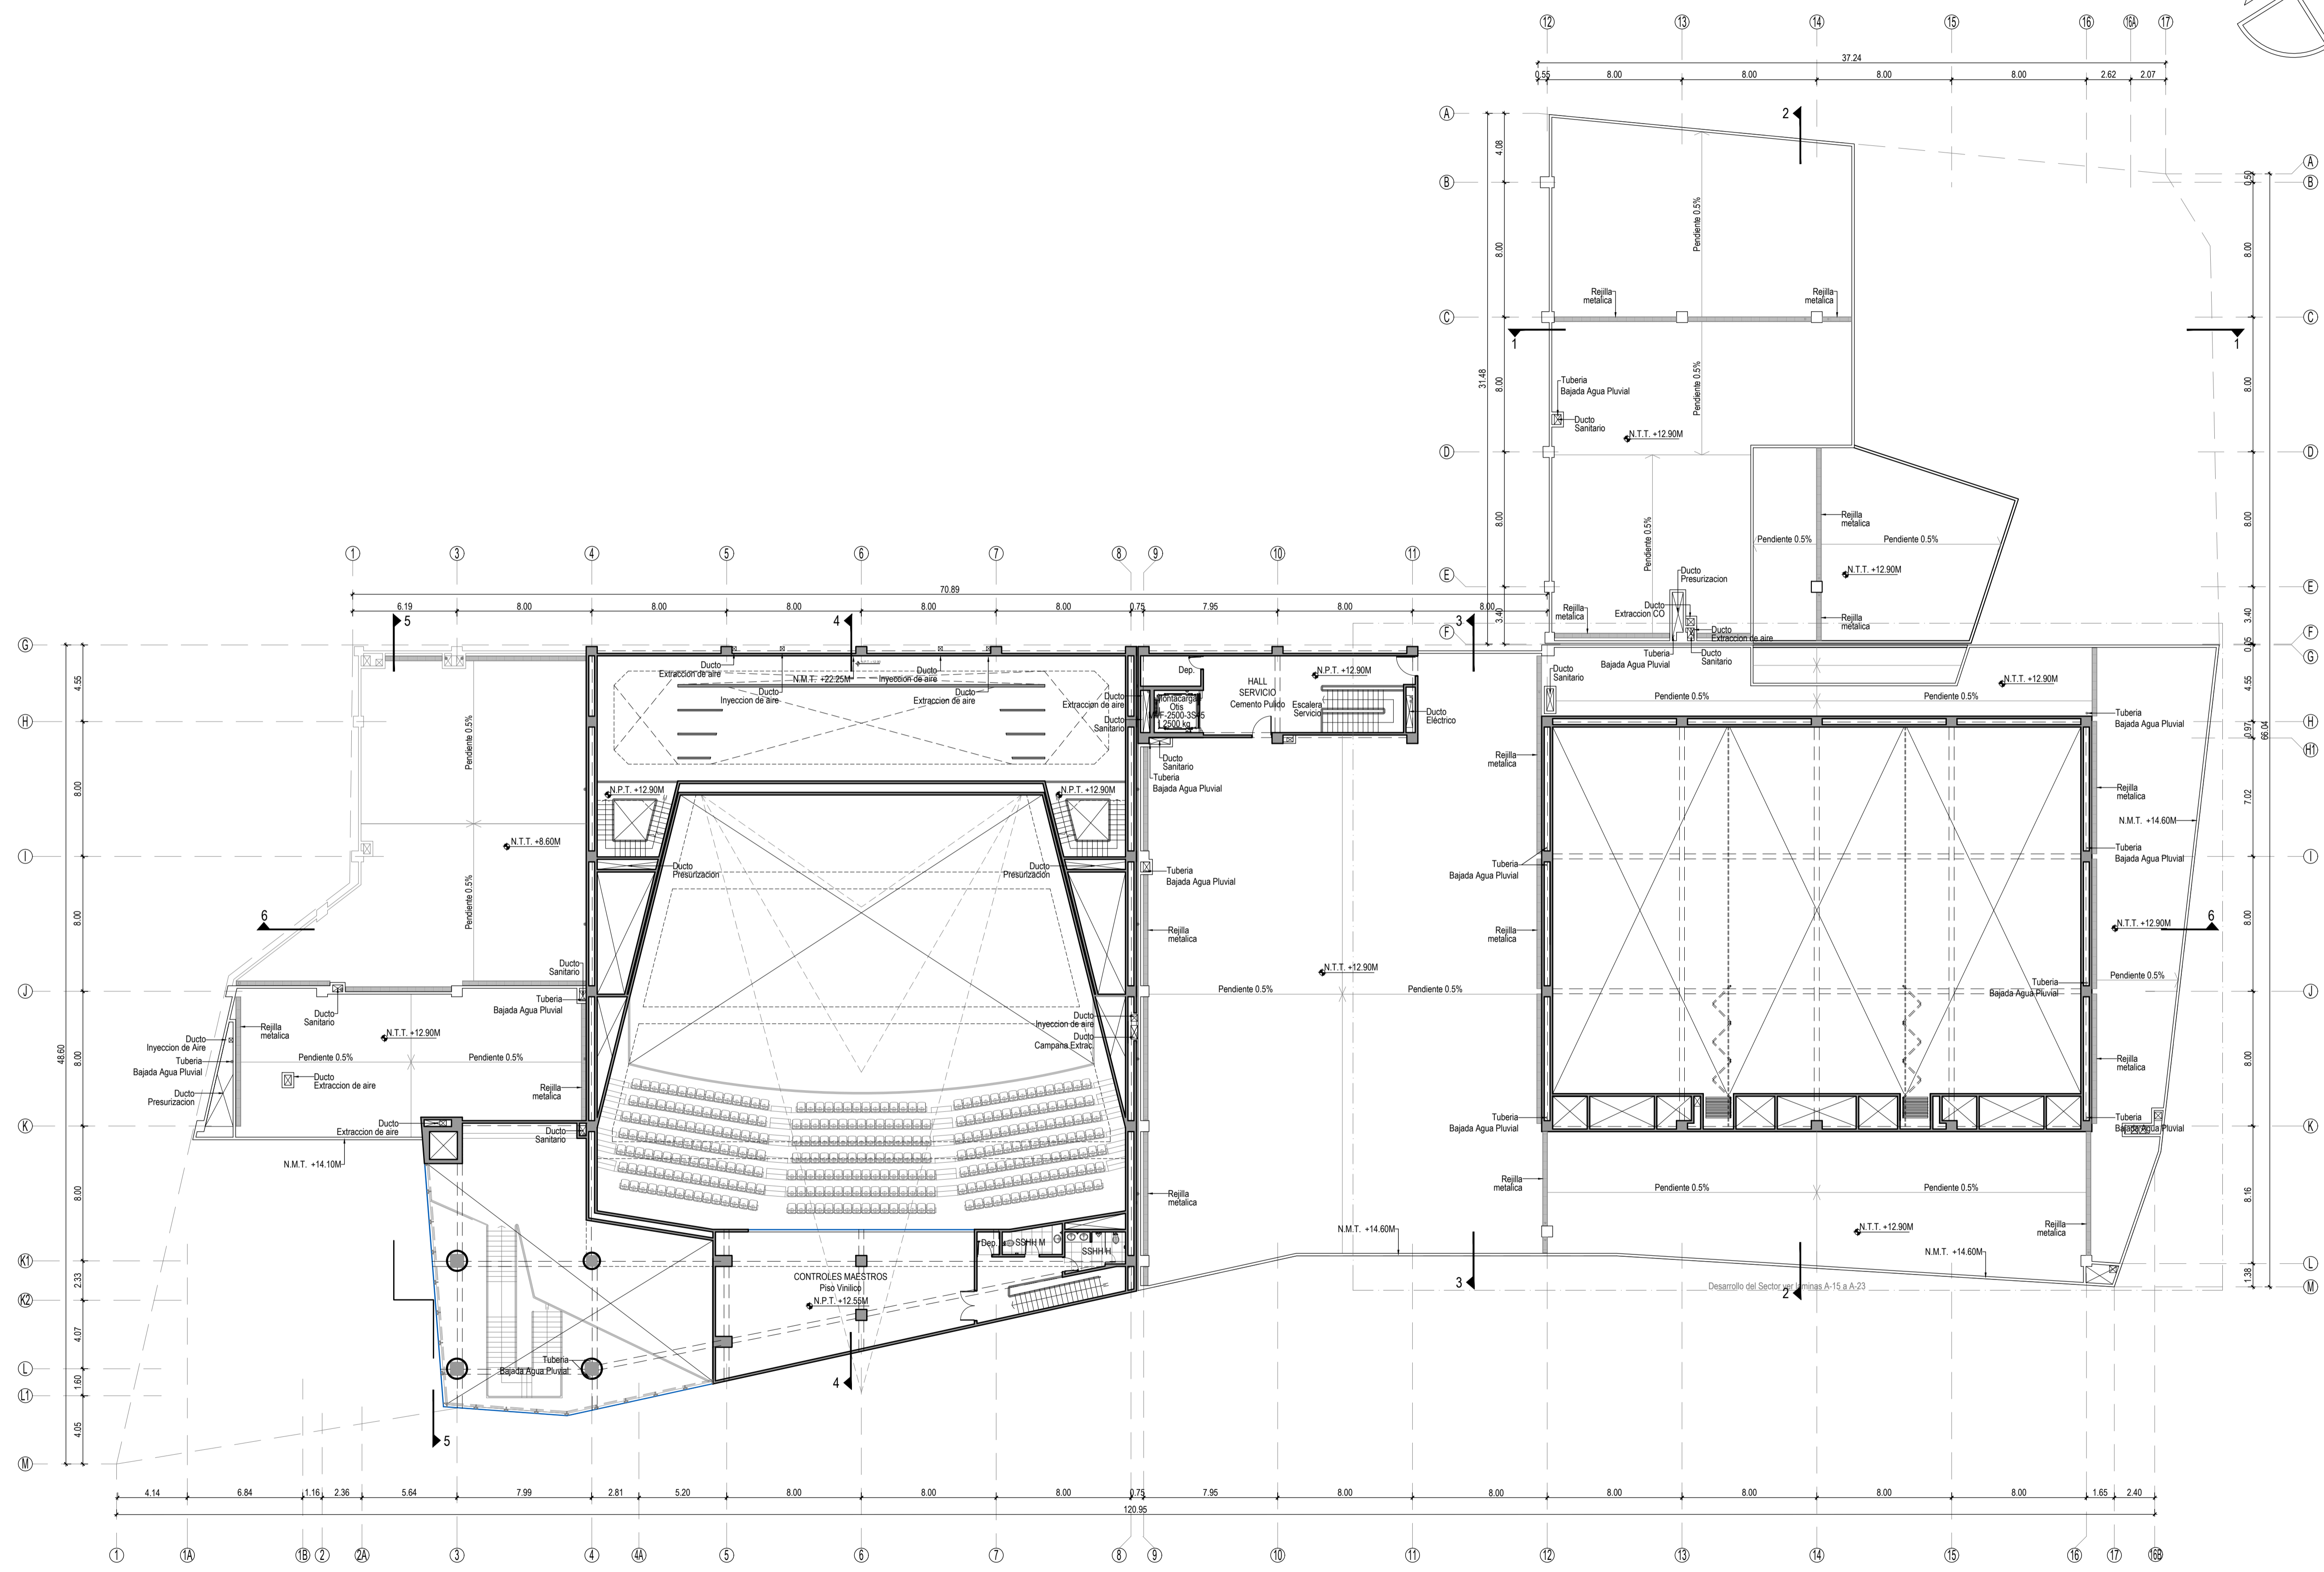 12
13
14
15
16
16A
17
37.24
0.55
8.00
8.00
8.00
8.00
2.62
2.07
A
2
4.08
A
B
0.50
B
Pendiente 0.5%
8.00
8.00
Rejilla
metalica
Rejilla
metalica
C
C
1
1
31.48
Pendiente 0.5%
8.00
8.00
Tuberia
Bajada Agua Pluvial
Ducto
Sanitario
N.T.T. +12.90M
D
D
Rejilla
metalica
8.00
8.00
Pendiente 0.5%
Pendiente 0.5%
Pendiente 0.5%
1
3
4
5
6
7
8
9
10
11
Ducto
Presurizacion
N.T.T. +12.90M
E
E
70.89
6.19
8.00
8.00
8.00
8.00
8.00
0.75
7.95
8.00
8.00
3.40
3.40
Rejilla
metalica
Ducto
Extraccion CO
Rejilla
metalica
5
4
3
F
Ducto
Extraccion de aire
F
G
0.05
G
Tuberia
Bajada Agua Pluvial
Ducto
Sanitario
Ducto
Sanitario
4.55
Ducto
Extraccion de aire
N.M.T. +22.25M
Ducto
Inyeccion de aire
Ducto
Inyeccion de aire
Ducto
Extraccion de aire
Dep.
Ducto
Extraccion de aire
Ducto
Sanitario
Montacargas
Otis
2500 kg
HALL
SERVICIO
Cemento Pulido
N.P.T. +12.90M
Escalera
Servicio
Ducto
Eléctrico
N.T.T. +12.90M
4.55
Pendiente 0.5%
Pendiente 0.5%
Tuberia
Bajada Agua Pluvial
H
H
0.97
66.04
H1
Pendiente 0.5%
Ducto
Sanitario
Tuberia
Bajada Agua Pluvial
Rejilla
metalica
Rejilla
metalica
8.00
N.P.T. +12.90M
N.P.T. +12.90M
7.02
N.M.T. +14.60M
N.T.T. +8.60M
I
I
Tuberia
Bajada Agua Pluvial
Ducto
Presurizacion
Ducto
Presurizacion
Tuberia
Bajada Agua Pluvial
Tuberia
Bajada Agua Pluvial
Pendiente 0.5%
8.00
6
Rejilla
metalica
Rejilla
metalica
8.00
N.T.T. +12.90M
6
Ducto
Sanitario
N.T.T. +12.90M
Pendiente 0.5%
Pendiente 0.5%
Pendiente 0.5%
Tuberia
Bajada Agua Pluvial
J
J
Tuberia
Bajada Agua Pluvial
Ducto
Sanitario
Rejilla
metalica
N.T.T. +12.90M
Ducto
Inyeccion de aire
Ducto
Campana Extrac.
48.60
8.00
Ducto
Inyeccion de Aire
Tuberia
Bajada Agua Pluvial
Pendiente 0.5%
Pendiente 0.5%
Rejilla
metalica
8.00
Ducto
Extraccion de aire
Rejilla
metalica
Ducto
Presurizacion
K
Ducto
Extraccion de aire
Ducto
Sanitario
Tuberia
Bajada Agua Pluvial
Tuberia
Bajada Agua Pluvial
K
N.M.T. +14.10M
8.00
Rejilla
metalica
Rejilla
metalica
Pendiente 0.5%
Pendiente 0.5%
8.16
N.M.T. +14.60M
N.T.T. +12.90M
Rejilla
metalica
Dep.
SSHH M
SSHH H
N.M.T. +14.60M
K1
L
CONTROLES MAESTROS
Piso Vinilico
N.P.T. +12.55M
2.33
3
1.38
Desarrollo del Sector ver laminas A-15 a A-23
2
M
K2
4.07
Tuberia
Bajada Agua Pluvial
L
4
1.60
L1
4.05
5
M
4.14
6.84
1.16
2.36
5.64
7.99
2.81
5.20
8.00
8.00
8.00
0.75
7.95
8.00
8.00
8.00
8.00
8.00
8.00
1.65
2.40
120.95
1
1A
1B
2
2A
3
4
4A
5
6
7
8
9
10
11
12
13
14
15
16
17
16B